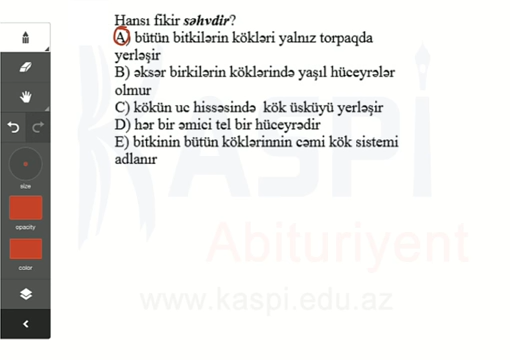 Hansı fikir səhvdir?
A) bütün bitkilərin kökləri yalnız torpaqda
yerləşir
B) əksər birkilərin köklərində yaşıl hüceyrələr
olmur
C) kökün uc hissəsində kök üsküyü yerləşir
D) hər bir əmici tel bir hüceyrədir
E) bitkinin bütün köklərinnin cəmi kök sistemi
adlanır
KASPİ
Abituriyent
www.kaspi.edu.az
size
opacity
color